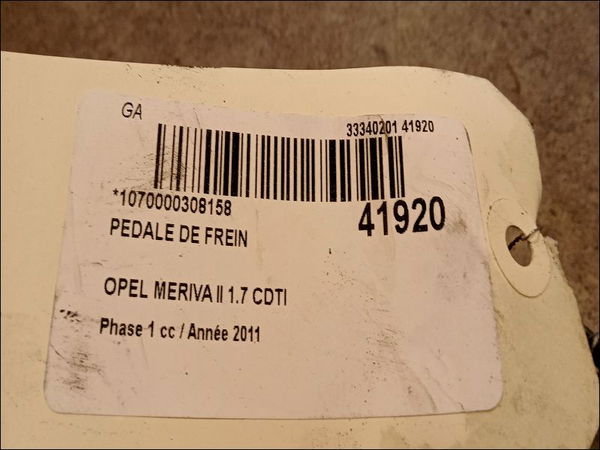 GA
33340201 41920
*1070000308158
41920
PEDALE DE FREIN
OPEL MERIVA II 1.7 CDTI
Phase 1 cc / Année 2011